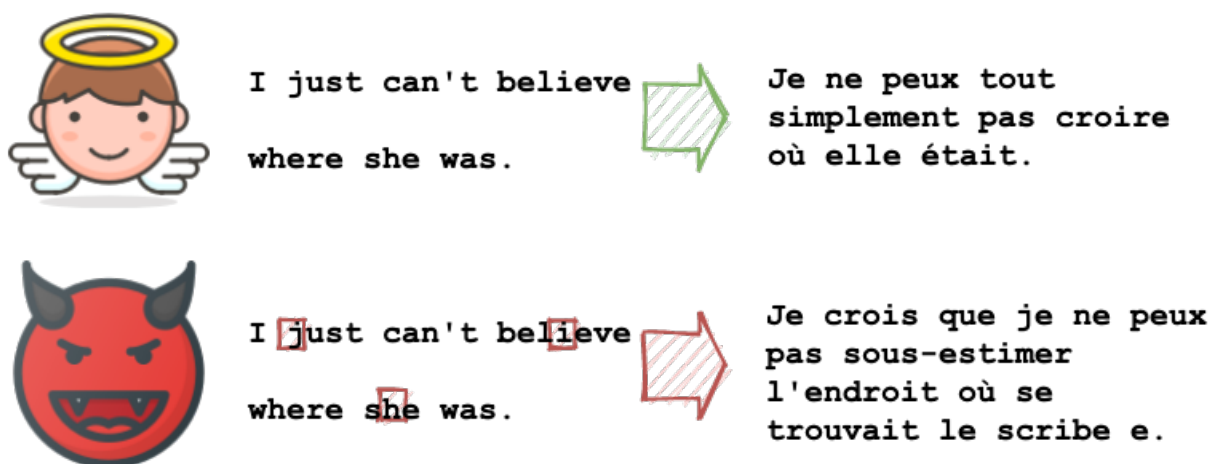 I just can't believe
where she was.
Je ne peux tout
simplement pas croire
où elle était.
I just can't believe
where she was.
Je crois que je ne peux
pas sous-estimer
l'endroit où se
trouvait le scribe e.